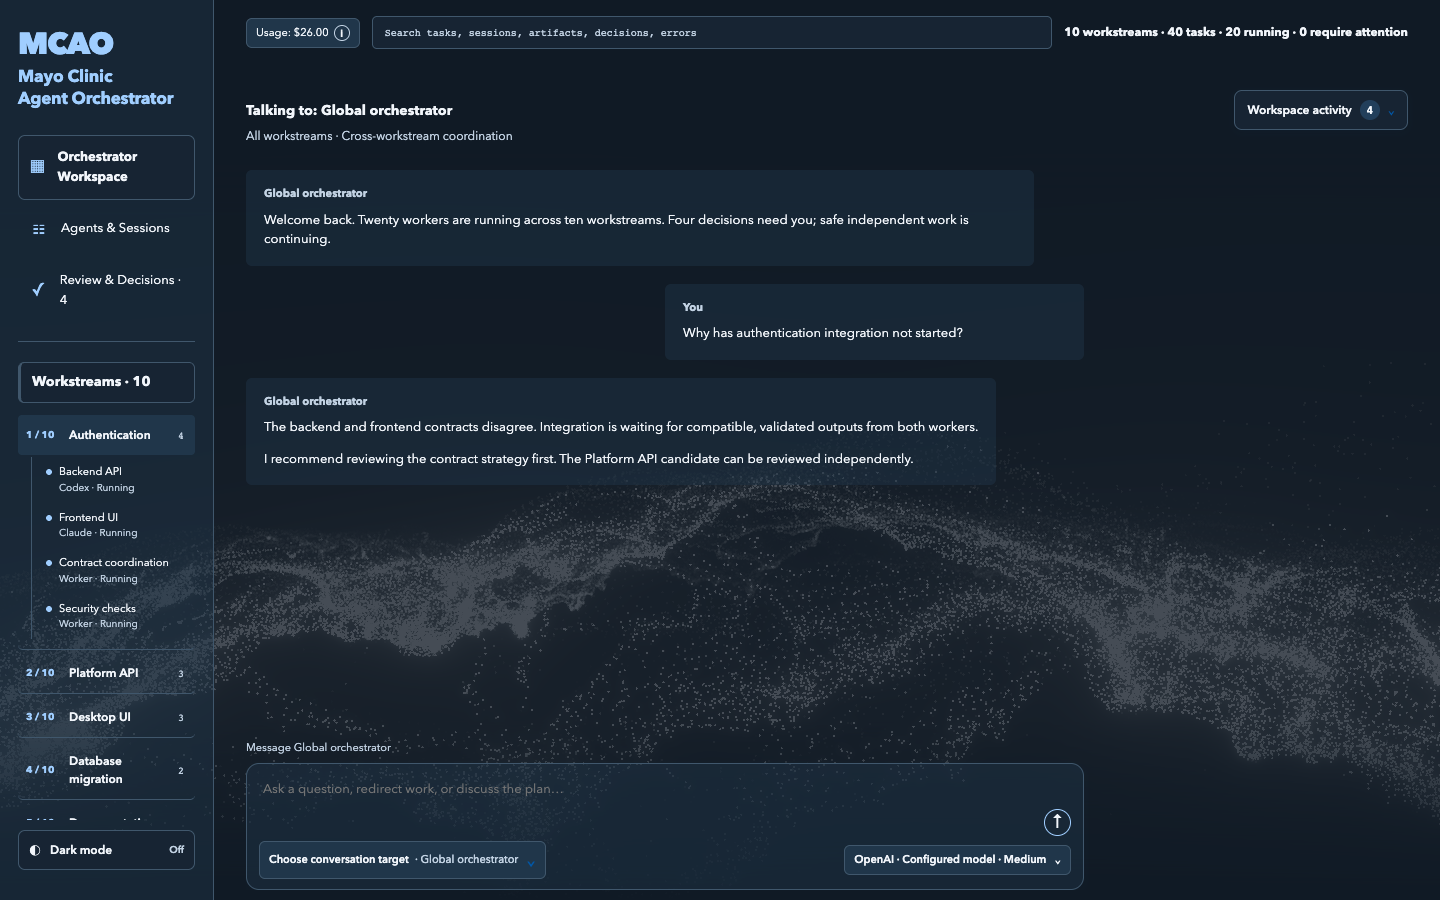 MCAO
Mayo Clinic
Agent Orchestrator
Orchestrator
Workspace
Agents & Sessions
Review & Decisions ·
4
Workstreams · 10
1 / 10 Authentication 4
Backend API
Codex · Running
Frontend UI
Claude · Running
Contract coordination
Worker · Running
Security checks
Worker · Running
2 / 10 Platform API 3
3 / 10 Desktop UI 3
4 / 10 Database
migration 2
Dark mode Off
Usage: $26.00 i
Search tasks, sessions, artifacts, decisions, errors
10 workstreams · 40 tasks · 20 running · 0 require attention
Talking to: Global orchestrator
All workstreams · Cross-workstream coordination
Workspace activity 4
Global orchestrator
Welcome back. Twenty workers are running across ten workstreams. Four decisions need you; safe independent work is
continuing.
You
Why has authentication integration not started?
Global orchestrator
The backend and frontend contracts disagree. Integration is waiting for compatible, validated outputs from both workers.
I recommend reviewing the contract strategy first. The Platform API candidate can be reviewed independently.
Message Global orchestrator
Ask a question, redirect work, or discuss the plan…
Choose conversation target · Global orchestrator
OpenAI · Configured model · Medium